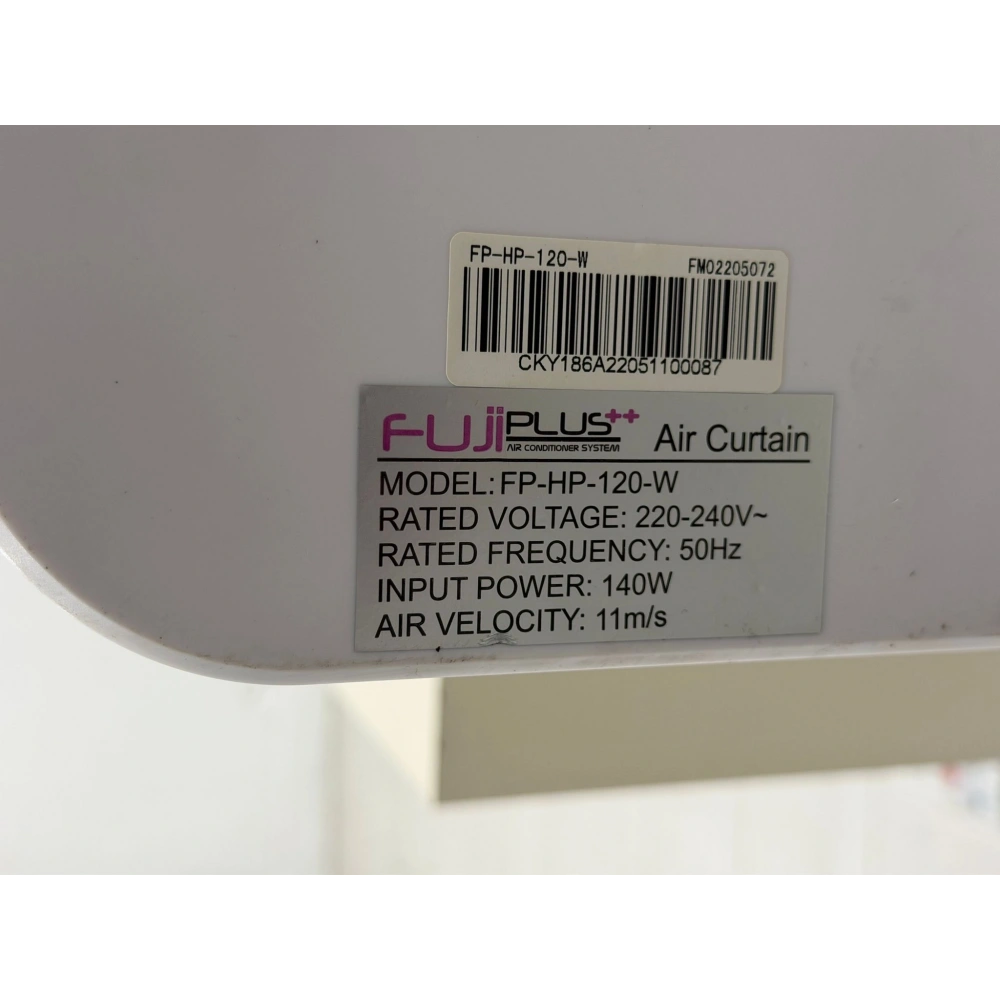 FP-HP-120-W FM02205072
CKY186A22051100087
FUJI PLUS++ Air Curtain
AIR CONDITIONER SYSTEM
MODEL: FP-HP-120-W
RATED VOLTAGE: 220-240V~
RATED FREQUENCY: 50Hz
INPUT POWER: 140W
AIR VELOCITY: 11m/s